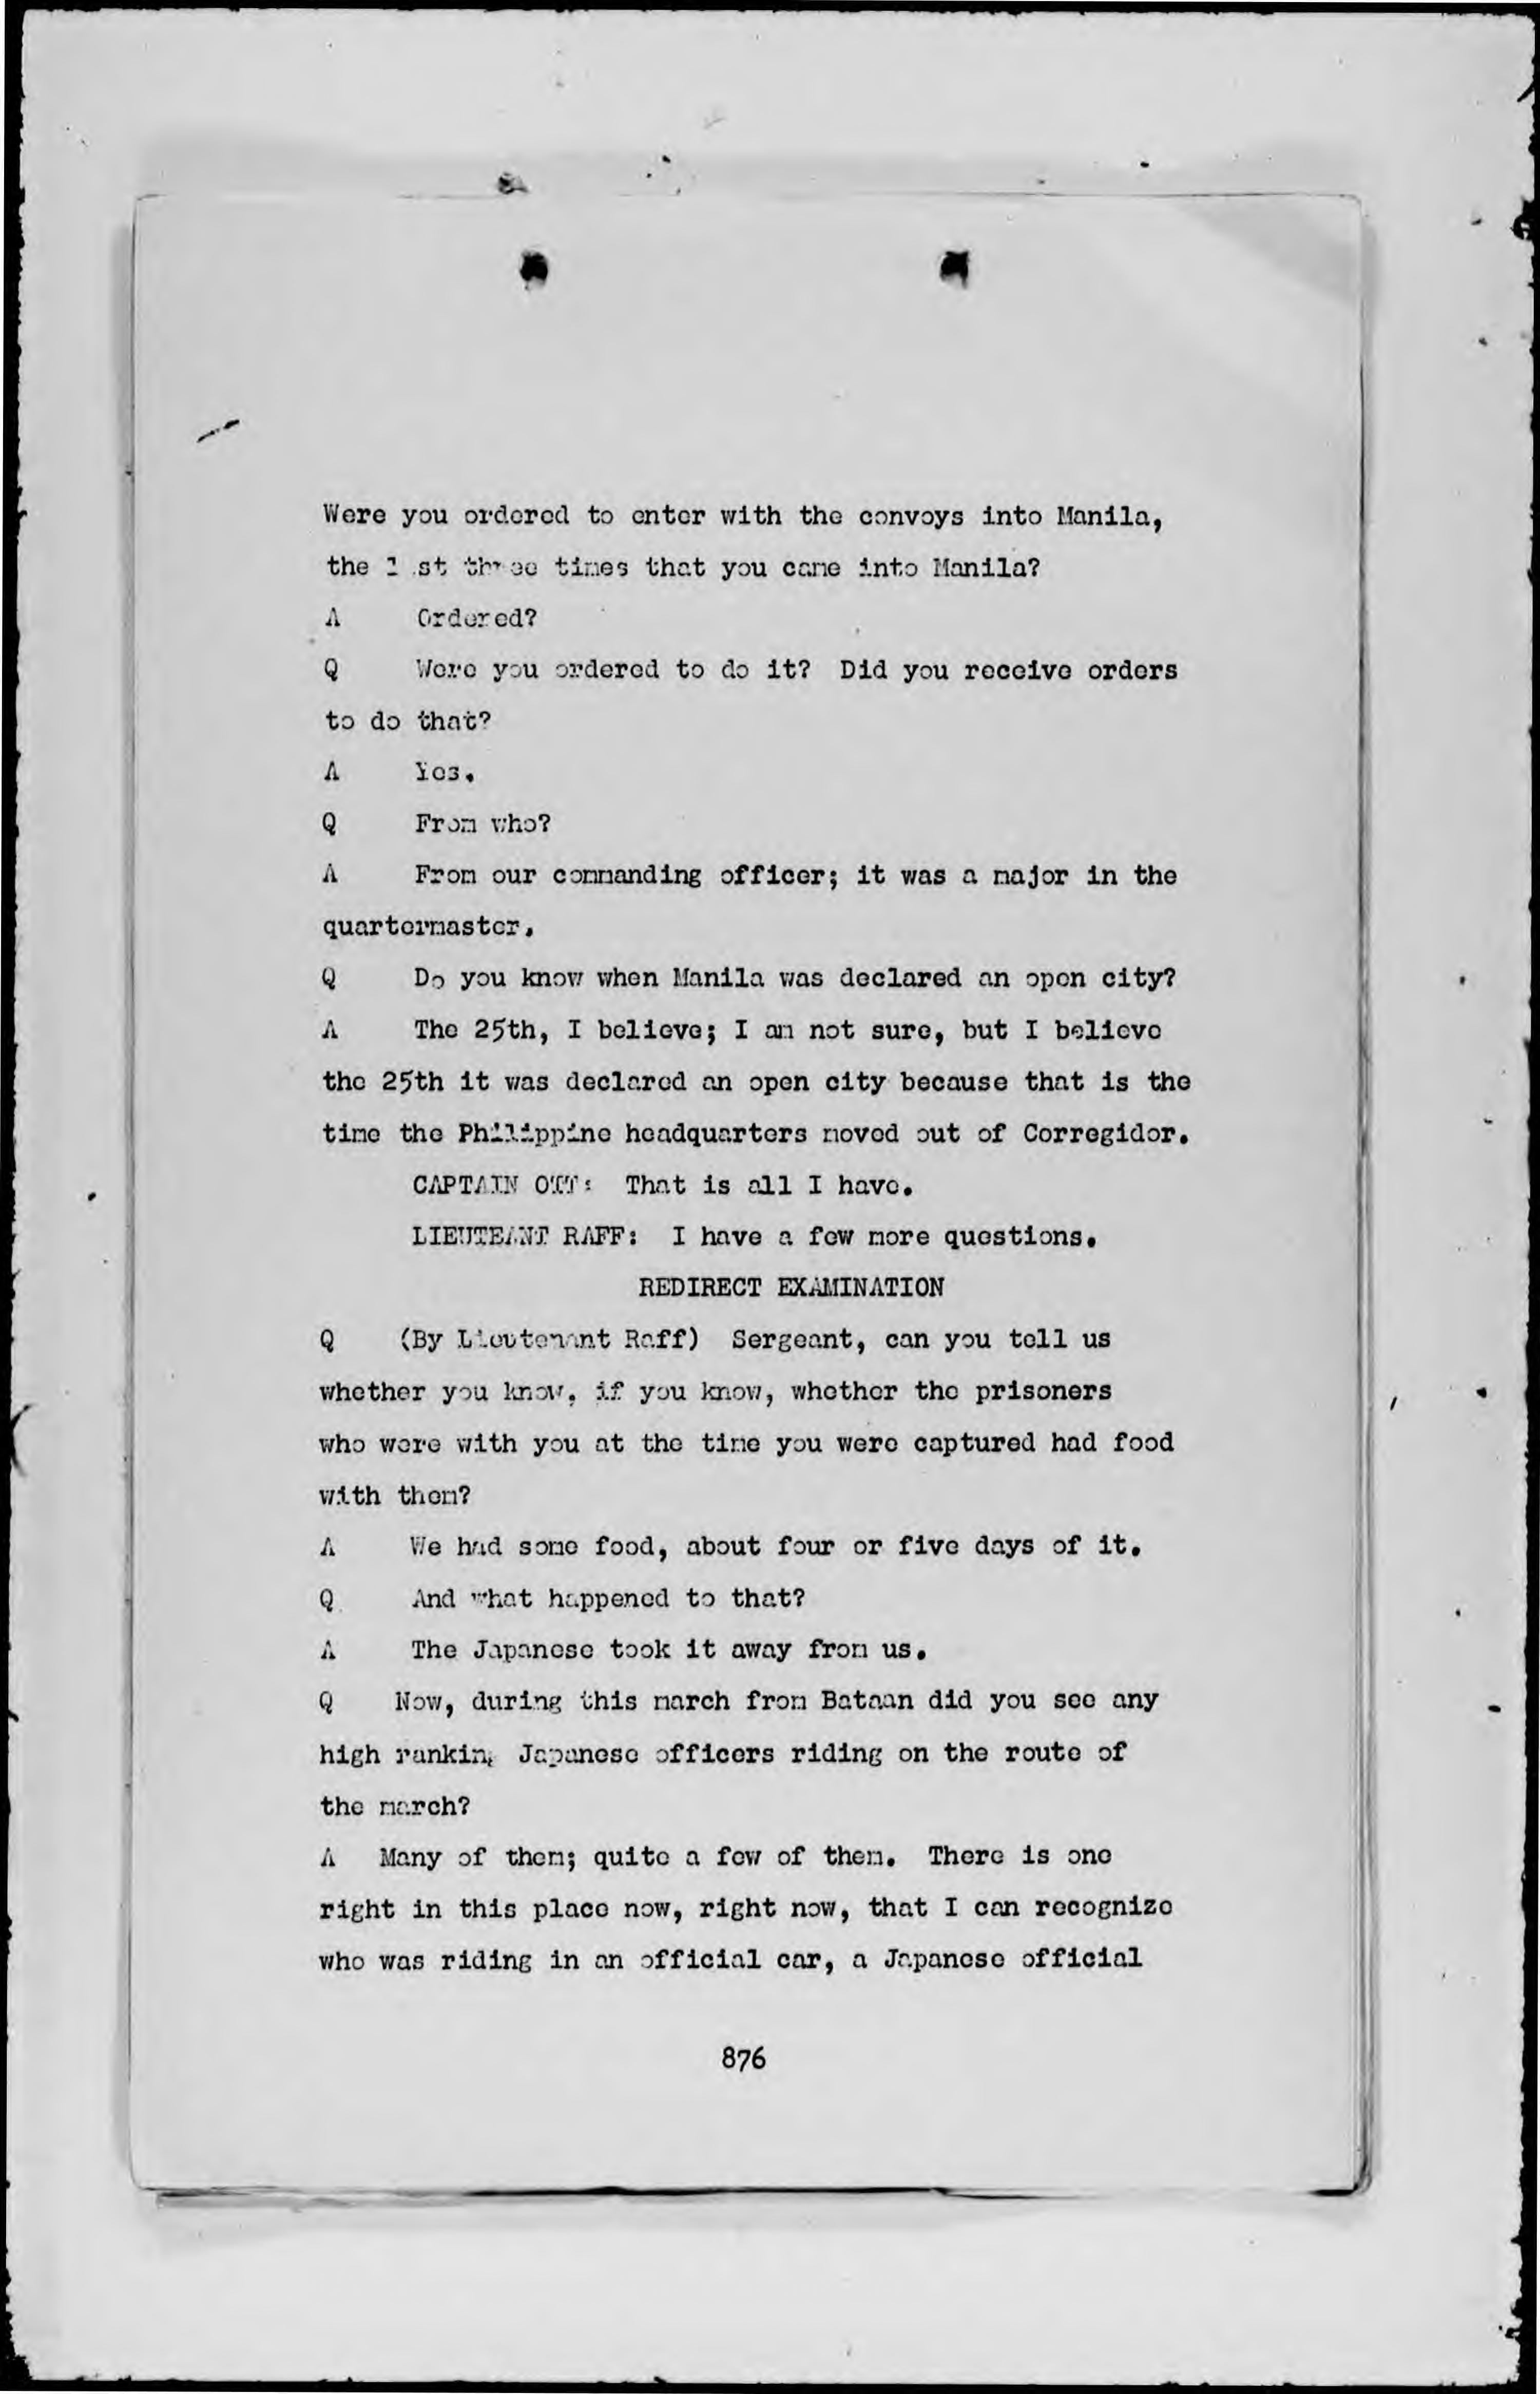 Were you ordered to enter with the convoys into Manila,
the last three times that you came into Manila?
A Ordered?
Q Were you ordered to do it? Did you receive orders
to do that?
A Yes.
Q From who?
A From our commanding officer; it was a major in the
quartermaster.
Q Do you know when Manila was declared an open city?
A The 25th, I believe; I am not sure, but I believe
the 25th it was declared an open city because that is the
time the Philippine headquarters moved out of Corregidor.
CAPTAIN OTT: That is all I have.
LIEUTEANT RAFF: I have a few more questions.
REDIRECT EXAMINATION
Q (By Lieutenant Raff) Sergeant, can you tell us
whether you know, if you know, whether the prisoners
who were with you at the time you were captured had food
with them?
A We had some food, about four or five days of it.
Q And what happened to that?
A The Japanese took it away from us.
Q Now, during this march from Bataan did you see any
high ranking Japanese officers riding on the route of
the march?
A Many of them; quite a few of them. There is one
right in this place now, right now, that I can recognize
who was riding in an official car, a Japanese official
876